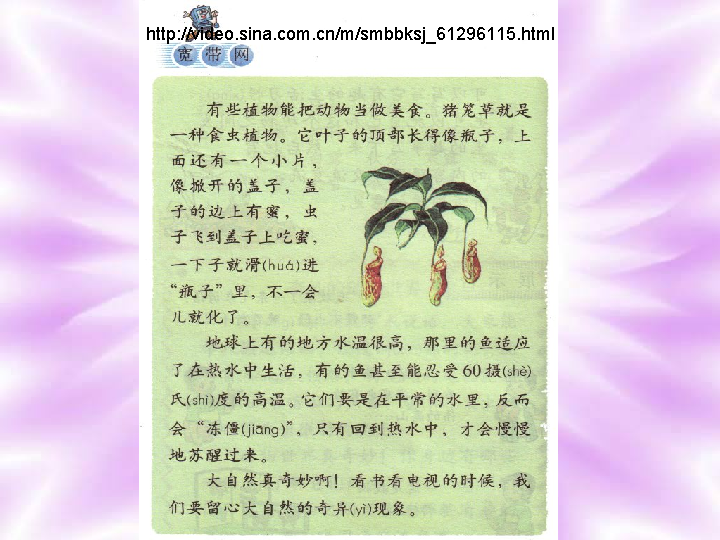 http://video.sina.com.cn/m/smbbksj_61296115.html
宽带网
有些植物能把动物当做美食。猪笼草就是
一种食虫植物。它叶子的顶部长得像瓶子，上
面还有一个小片，
像掀开的盖子，盖
子的边上有蜜，虫
子飞到盖子上吃蜜，
一下子就滑(huá)进
“瓶子”里，不一会
儿就化了。
地球上有的地方水温很高，那里的鱼适应
了在热水中生活，有的鱼甚至能忍受60摄(shè)
氏(shì)度的高温。它们要是在平常的水里，反而
会“冻僵(jiāng)”，只有回到热水中，才会慢慢
地苏醒过来。
大自然真奇妙啊！看书看电视的时候，我
们要留心大自然的奇异(yì)现象。